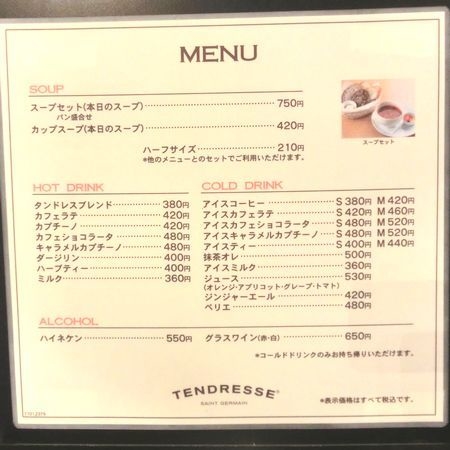 MENU
SOUP
スープセット(本日のスープ) 750円
パン盛合せ
カップスープ(本日のスープ) 420円
ハーフサイズ 210円
*他のメニューとのセットでご利用いただけます。
スープセット
HOT DRINK
タンドレスブレンド 380円
カフェラテ 420円
カプチーノ 420円
カフェショコラータ 480円
キャラメルカプチーノ 480円
ダージリン 400円
ハーブティー 400円
ミルク 360円
COLD DRINK
アイスコーヒー S 380円 M 420円
アイスカフェラテ S 420円 M 460円
アイスカフェショコラータ S 480円 M 520円
アイスキャラメルカプチーノ S 480円 M 520円
アイスティー S 400円 M 440円
抹茶オレ 500円
アイスミルク 360円
ジュース 530円
(オレンジ・アプリコット・グレープ・トマト)
ジンジャーエール 420円
ペリエ 480円
ALCOHOL
ハイネケン 550円 グラスワイン(赤・白) 650円
*コールドドリンクのみお持ち帰りいただけます。
TENDRESSE
SAINT GERMAIN
*表示価格はすべて税込です。